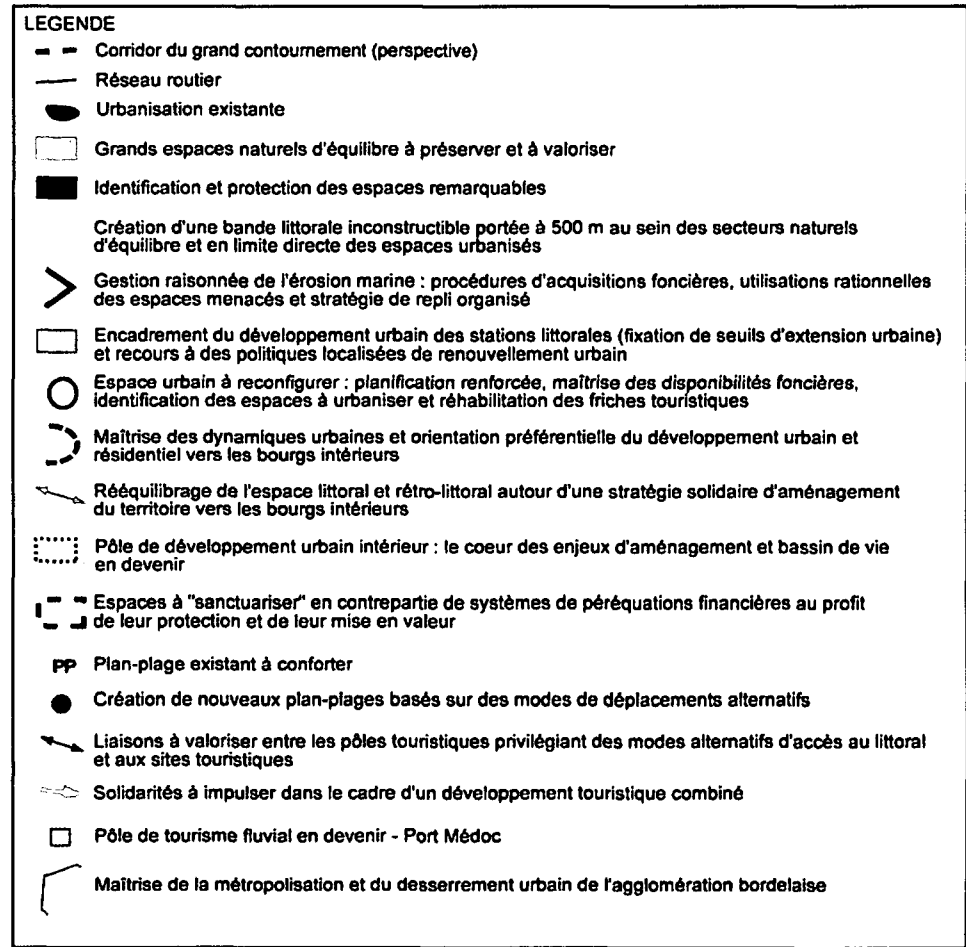 LEGENDE
Corridor du grand contournement (perspective)
Réseau routier
Urbanisation existante
Grands espaces naturels d'équilibre à préserver et à valoriser
Identification et protection des espaces remarquables
Création d'une bande littorale inconstructible portée à 500 m au sein des secteurs naturels
d'équilibre et en limite directe des espaces urbanisés
Gestion raisonnée de l'érosion marine : procédures d'acquisitions foncières, utilisations rationnelles
des espaces menacés et stratégie de repli organisé
Encadrement du développement urbain des stations littorales (fixation de seuils d'extension urbaine)
et recours à des politiques localisées de renouvellement urbain
Espace urbain à reconfigurer : planification renforcée, maîtrise des disponibilités foncières,
identification des espaces à urbaniser et réhabilitation des friches touristiques
Maîtrise des dynamiques urbaines et orientation préférentielle du développement urbain et
résidentiel vers les bourgs intérieurs
Rééquilibrage de l'espace littoral et rétro-littoral autour d'une stratégie solidaire d'aménagement
du territoire vers les bourgs intérieurs
Pôle de développement urbain intérieur : le coeur des enjeux d'aménagement et bassin de vie
en devenir
Espaces à "sanctuariser" en contrepartie de systèmes de péréquations financières au profit
de leur protection et de leur mise en valeur
PP Plan-plage existant à conforter
Création de nouveaux plan-plages basés sur des modes de déplacements alternatifs
Liaisons à valoriser entre les pôles touristiques privilégiant des modes alternatifs d'accès au littoral
et aux sites touristiques
Solidarités à impulser dans le cadre d'un développement touristique combiné
Pôle de tourisme fluvial en devenir - Port Médoc
Maîtrise de la métropolisation et du desserrement urbain de l'agglomération bordelaise